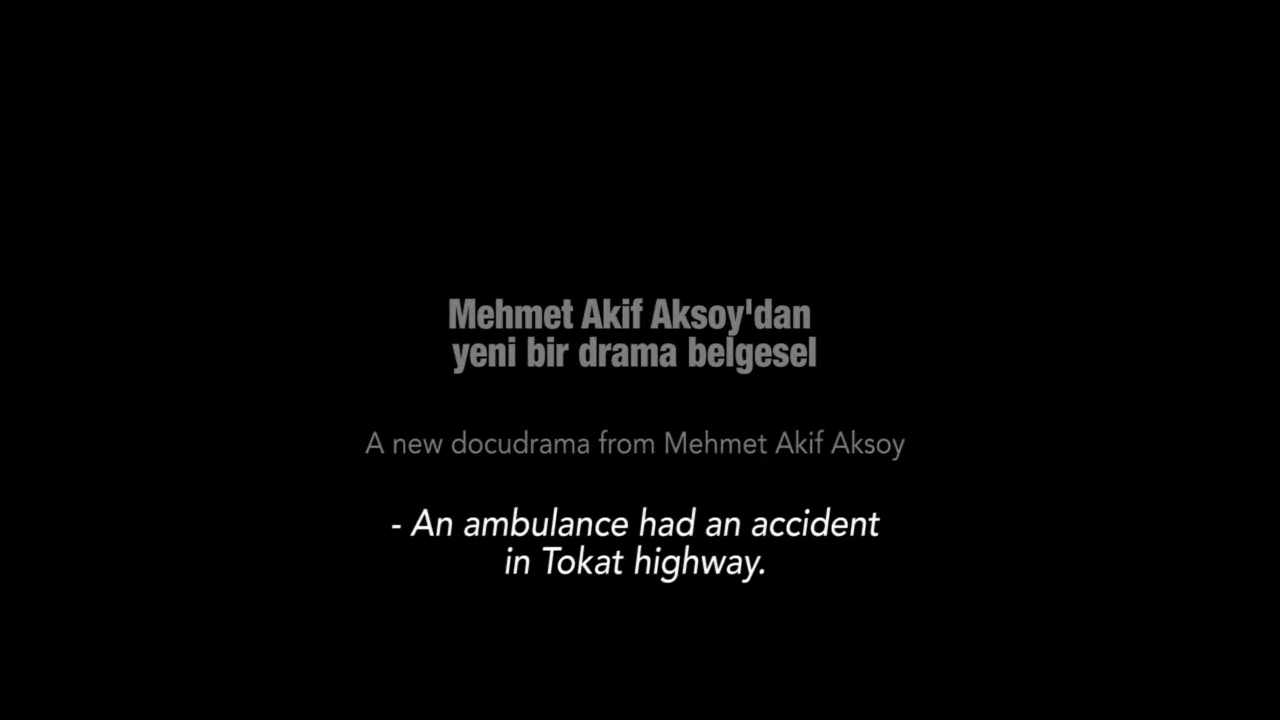 Mehmet Akif Aksoy'dan
yeni bir drama belgesel
A new docudrama from Mehmet Akif Aksoy
- An ambulance had an accident
in Tokat highway.